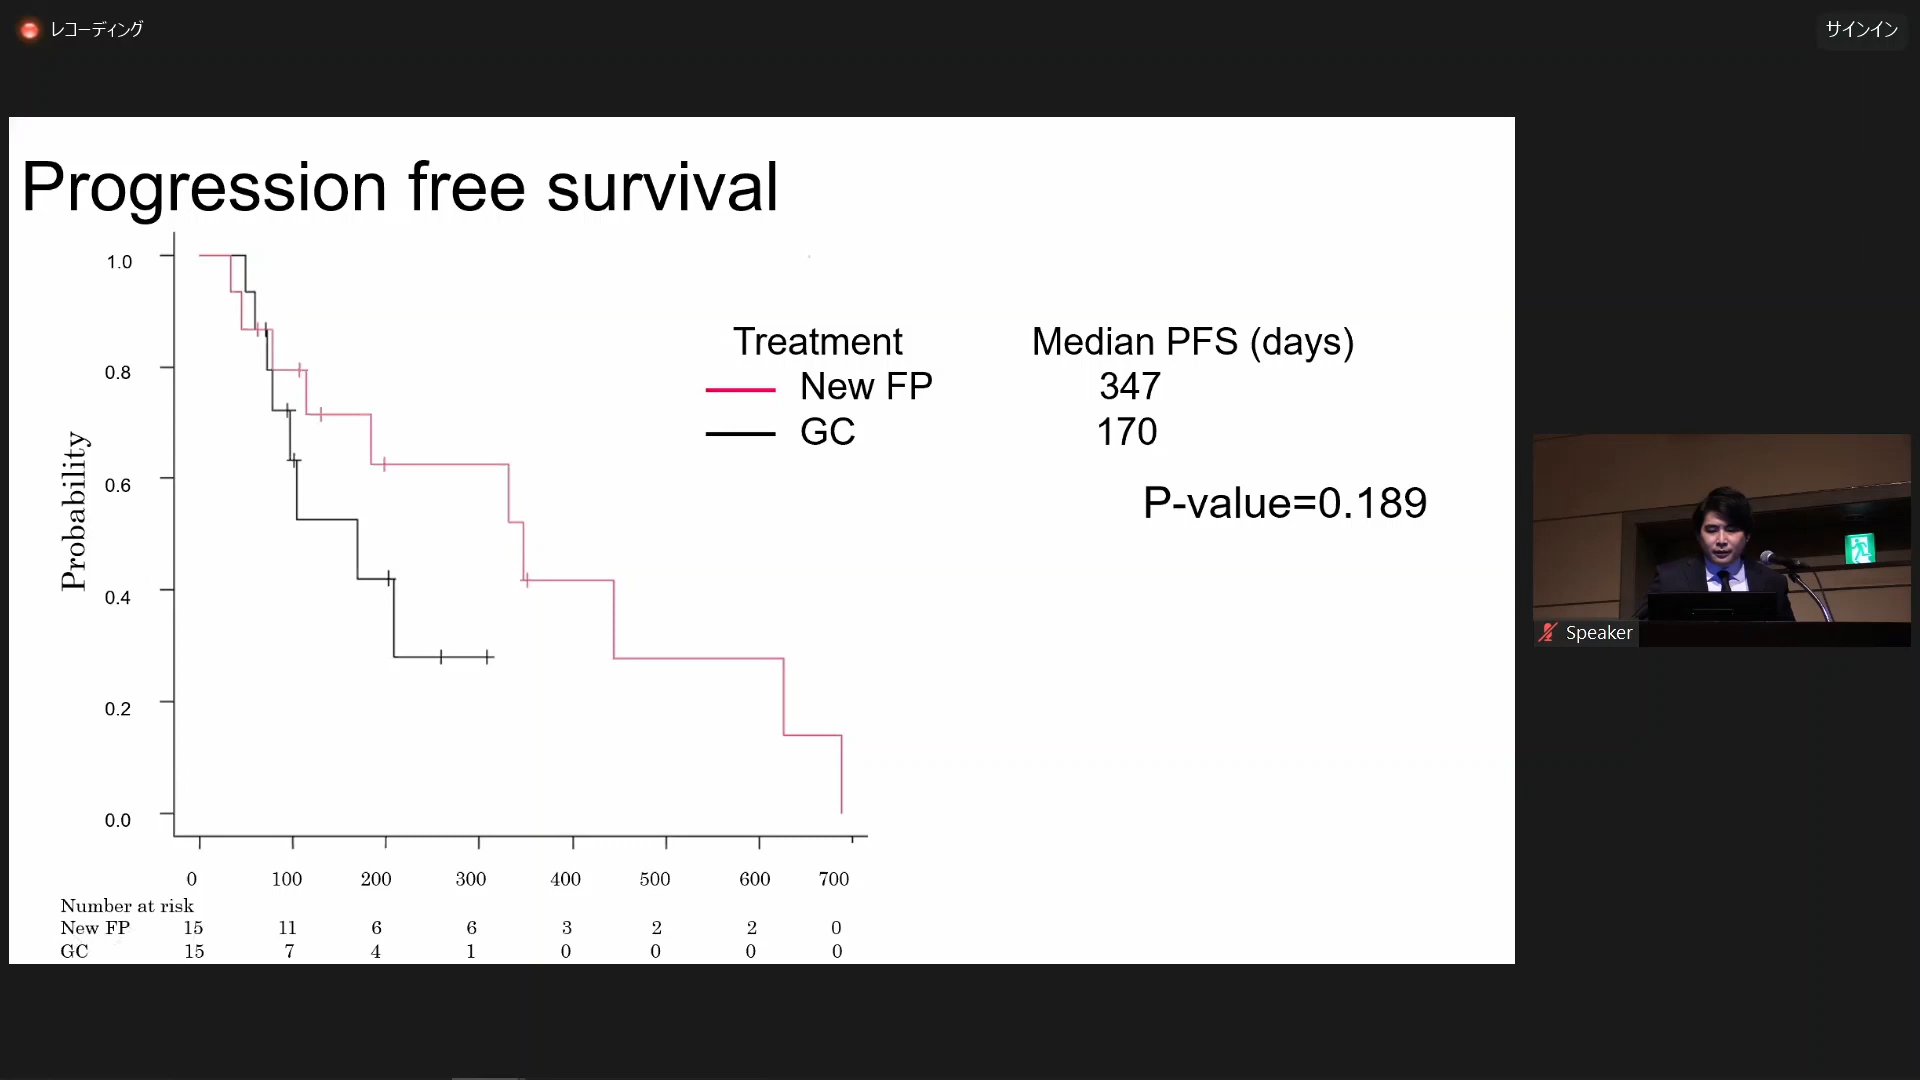 レコーディング
サインイン
Progression free survival
1.0
0.8
0.6
0.4
0.2
0.0
Probability
Treatment Median PFS (days)
New FP 347
GC 170
P-value=0.189
0 100 200 300 400 500 600 700
Number at risk
New FP 15 11 6 6 3 2 2 0
GC 15 7 4 1 0 0 0 0
Speaker